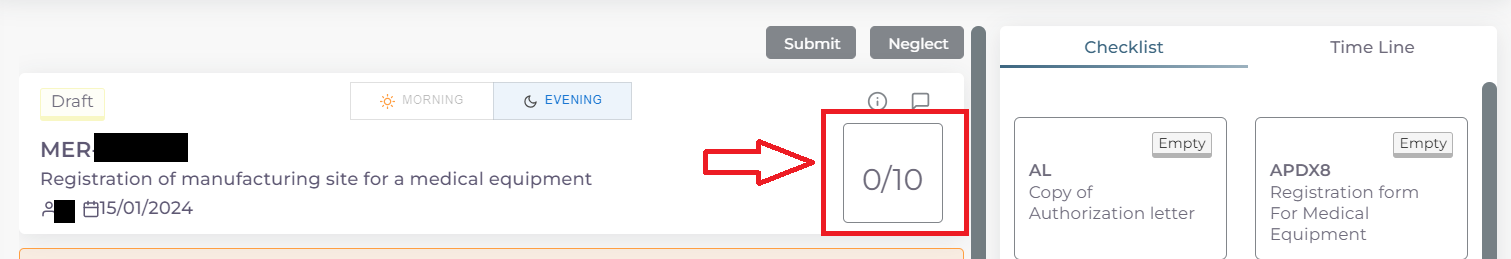 Submit
Neglect
Checklist
Time Line
Draft
MORNING
EVENING
MER-
Registration of manufacturing site for a medical equipment
15/01/2024
0/10
Empty
AL
Copy of
Authorization letter
Empty
APDX8
Registration form
For Medical
Equipment